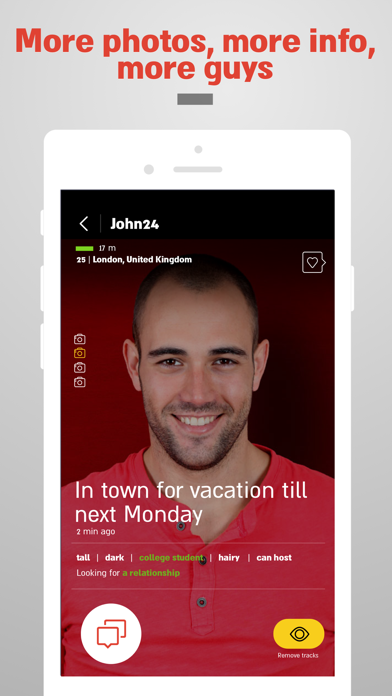 More photos, more info,
more guys
John24
17 m
25 | London, United Kingdom
In town for vacation till
next Monday
2 min ago
tall | dark | college student | hairy | can host
Looking for a relationship
Remove tracks